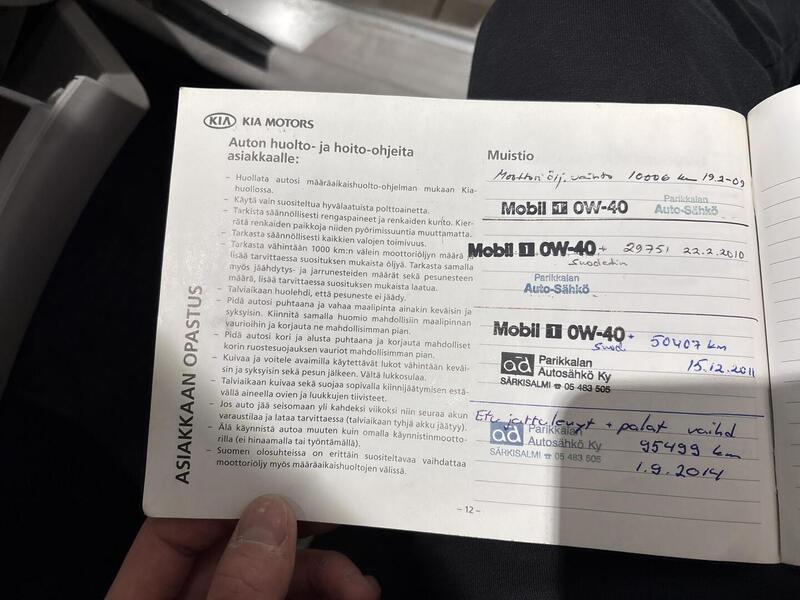 KIA KIA MOTORS
Auton huolto- ja hoito-ohjeita
asiakkaalle:
– Huollata autosi määräaikaishuolto-ohjelman mukaan Kia-
huollossa.
– Käytä vain suositeltua hyvälaatuista polttoainetta.
– Tarkista säännöllisesti rengaspaineet ja renkaiden kunto. Kier-
rätä renkaiden paikkoja niiden pyörimissuuntia muuttamatta.
– Tarkasta säännöllisesti kaikkien valojen toimivuus.
– Tarkasta vähintään 1000 km:n välein moottoriöljyn määrä ja
lisää tarvittaessa suosituksen mukaista öljyä. Tarkasta samalla
myös jäähdytys- ja jarrunesteiden määrät sekä pesunesteen
määrä, lisää tarvittaessa suosituksen mukaista laatua.
– Talviaikaan huolehdi, että pesuneste ei jäädy.
– Pidä autosi puhtaana ja vahaa maalipinta ainakin keväisin ja
syksyisin. Kiinnitä samalla huomio mahdollisiin maalipinnan
vaurioihin ja korjauta ne mahdollisimman pian.
– Pidä autosi kori ja alusta puhtaana ja korjauta mahdolliset
korin ruostesuojauksen vauriot mahdollisimman pian.
– Kuivaa ja voitele avaimilla käytettävät lukot vähintään keväi-
sin ja syksyisin sekä pesun jälkeen. Vältä lukkosulaa.
– Talviaikaan kuivaa sekä suojaa sopivalla kiinnijäätymisen estä-
vällä aineella ovien ja luukkujen tiivisteet.
– Jos auto jää seisomaan yli kahdeksi viikoksi niin seuraa akun
varaustilaa ja lataa tarvittaessa (talviaikaan tyhjä akku jäätyy).
– Älä käynnistä autoa muuten kuin omalla käynnistinmootto-
rilla (ei hinaamalla tai työntämällä).
– Suomen olosuhteissa on erittäin suositeltavaa vaihdattaa
moottoriöljy myös määräaikaishuoltojen välissä.
ASIAKKAAN OPASTUS
Muistio
Moottori ölj. vaihto 10006 km 19.2-09
Mobil 1 0W-40 Parikkalan
Auto-Sähkö
Mobil 1 0W-40 + 29751 22.2.2010
suodatin
Parikkalan
Auto-Sähkö
Mobil 1 0W-40 + 50407 km
suod. 15.12.2011
ad Parikkalan
Autosähkö Ky
SÄRKISALMI ☎ 05 483 505
Etu jarrulevyt + palat vaihd
ad Parikkalan
Autosähkö Ky 95499 km
SÄRKISALMI ☎ 05 483 505
1.9.2014
– 12 –